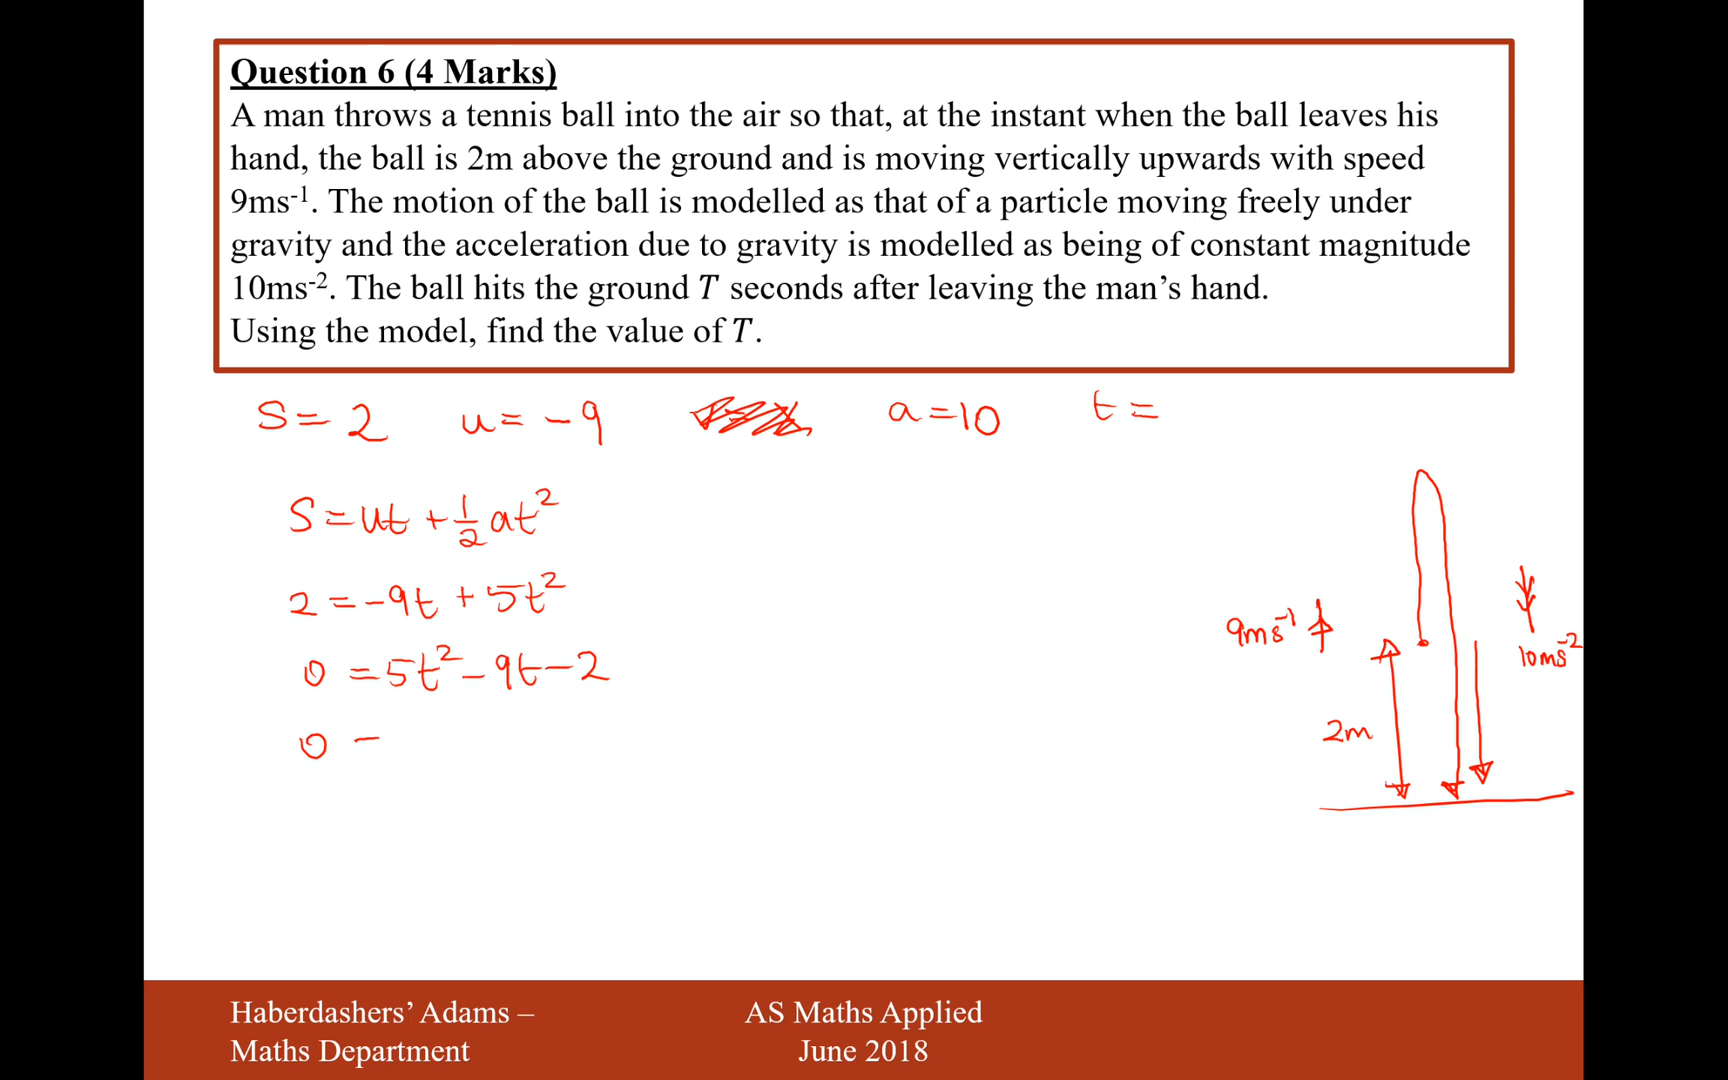 Question 6 (4 Marks)
A man throws a tennis ball into the air so that, at the instant when the ball leaves his
hand, the ball is 2m above the ground and is moving vertically upwards with speed
9ms⁻¹. The motion of the ball is modelled as that of a particle moving freely under
gravity and the acceleration due to gravity is modelled as being of constant magnitude
10ms⁻². The ball hits the ground T seconds after leaving the man’s hand.
Using the model, find the value of T.
S = 2 u = -9 a = 10 t =
S = ut + ½at²
2 = -9t + 5t²
0 = 5t² - 9t - 2
0 -
9ms⁻¹
10ms⁻²
2m
Haberdashers’ Adams –
Maths Department
AS Maths Applied
June 2018